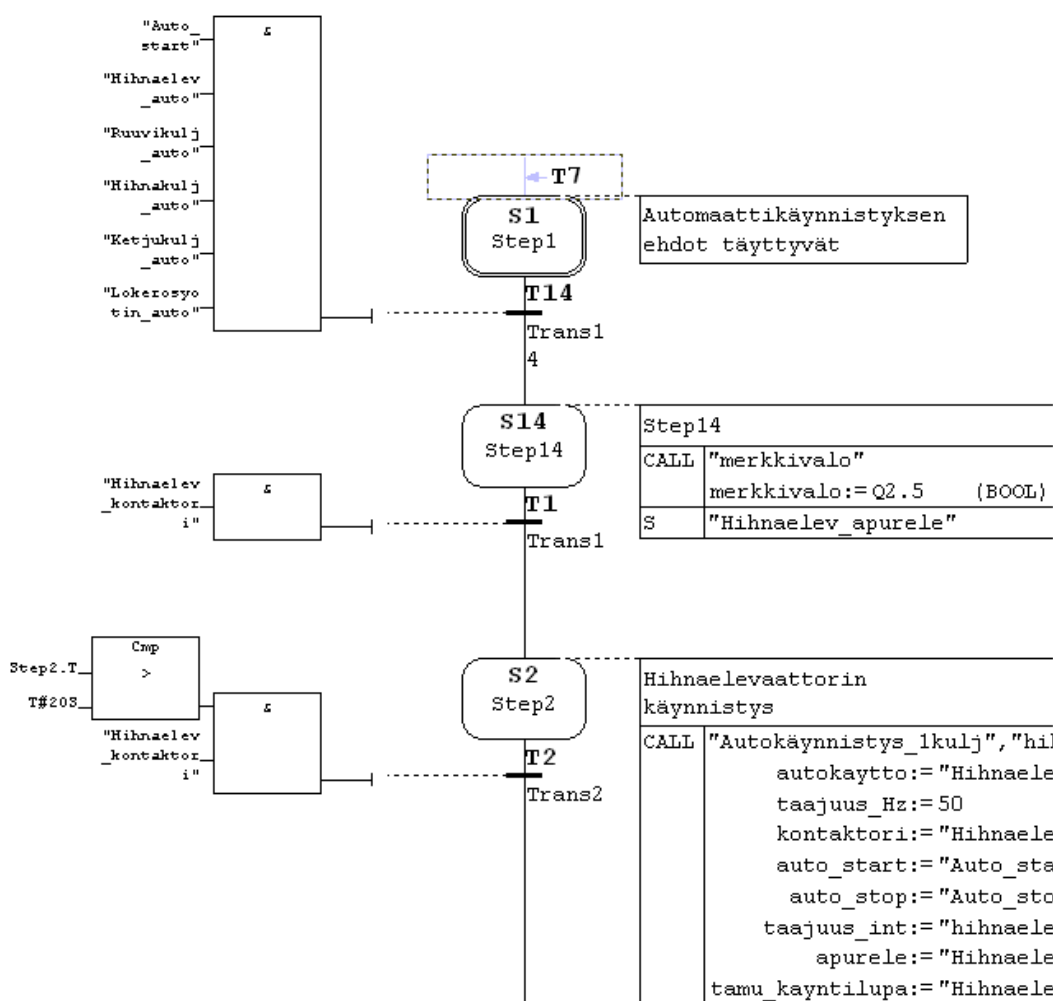 "Auto_
start"
"Hihnaelev
_auto"
"Ruuvikulj
_auto"
"Hihnakulj
_auto"
"Ketjukulj
_auto"
"Lokerosyo
tin_auto"
&
T7
S1
Step1
Automaattikäynnistyksen
ehdot täyttyvät
T14
Trans1
4
S14
Step14
Step14
CALL "merkkivalo"
merkkivalo:=Q2.5 (BOOL)
S "Hihnaelev_apurele"
"Hihnaelev
_kontaktor
i"
&
T1
Trans1
Cmp
>
Step2.T
T#20S
"Hihnaelev
_kontaktor
i"
&
S2
Step2
T2
Trans2
Hihnaelevaattorin
käynnistys
CALL "Autokäynnistys_1kulj","hil
autokaytto:="Hihnaele
taajuus_Hz:=50
kontaktori:="Hihnaele
auto_start:="Auto_sta
auto_stop:="Auto_sto
taajuus_int:="hihnaele
apurele:="Hihnaele
tamu_kayntilupa:="Hihnaele